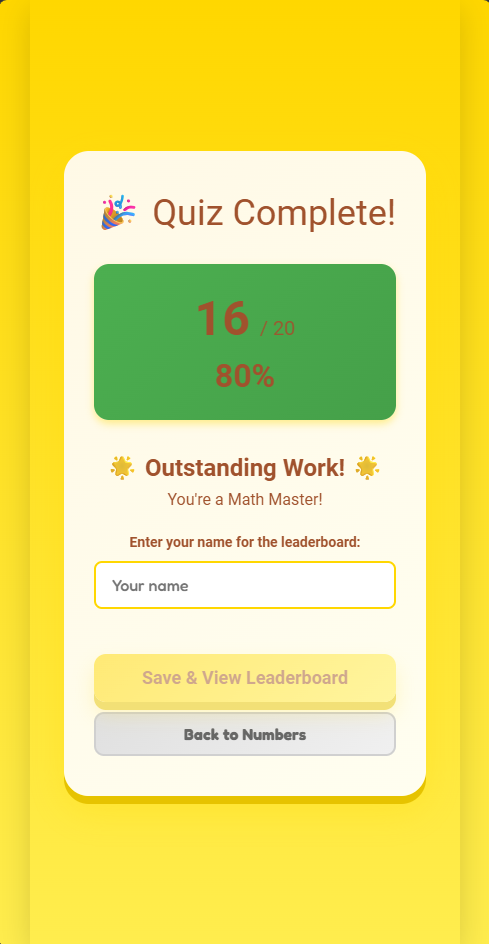 🎉 Quiz Complete!
16 / 20
80%
🌟 Outstanding Work! 🌟
You're a Math Master!
Enter your name for the leaderboard:
Your name
Save & View Leaderboard
Back to Numbers